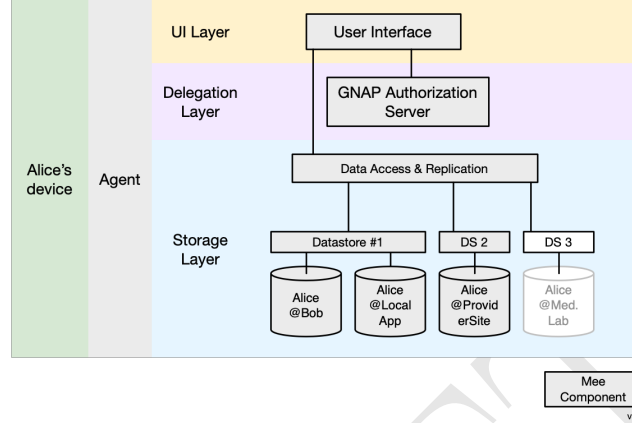 UI Layer
User Interface
Delegation
Layer
GNAP Authorization
Server
Alice's
device
Agent
Data Access & Replication
Storage
Layer
Datastore #1
DS 2
DS 3
Alice
@Bob
Alice
@Local
App
Alice
@Provid
erSite
Alice
@Med.
Lab
Mee
Component